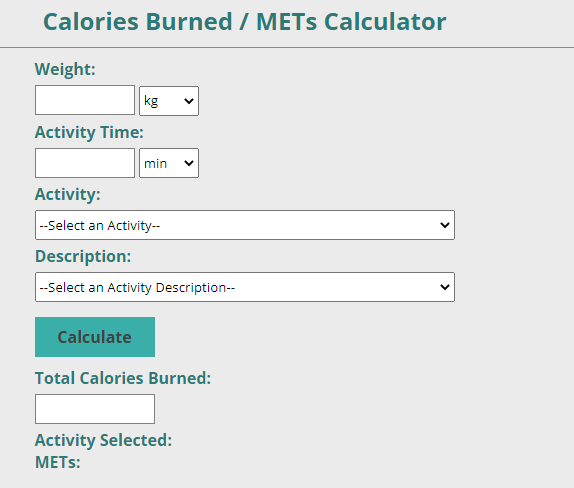 Calories Burned / METs Calculator
Weight:
kg
Activity Time:
min
Activity:
--Select an Activity--
Description:
--Select an Activity Description--
Calculate
Total Calories Burned:
Activity Selected:
METs: